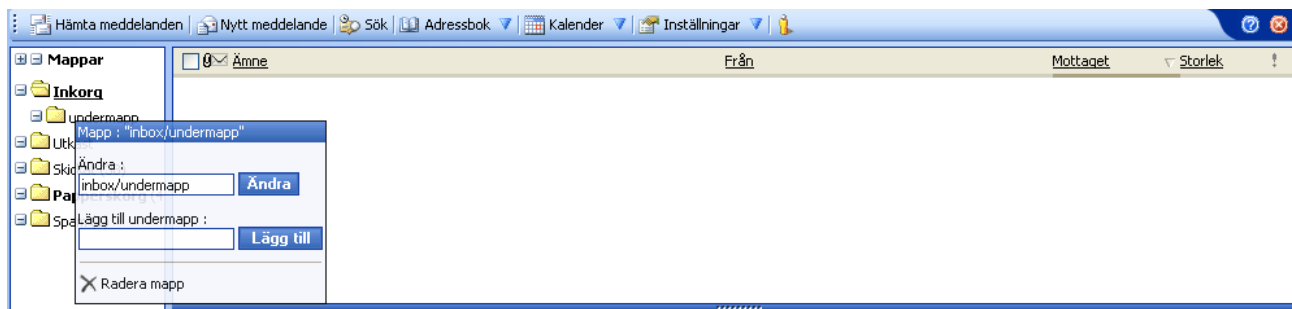 Hämta meddelanden Nytt meddelande Sök Adressbok Kalender Inställningar
Mappar
Ämne Från Mottaget Storlek
Inkorg
undermapp
Mapp : "inbox/undermapp"
Ändra :
inbox/undermapp Ändra
Lägg till undermapp :
Lägg till
Radera mapp